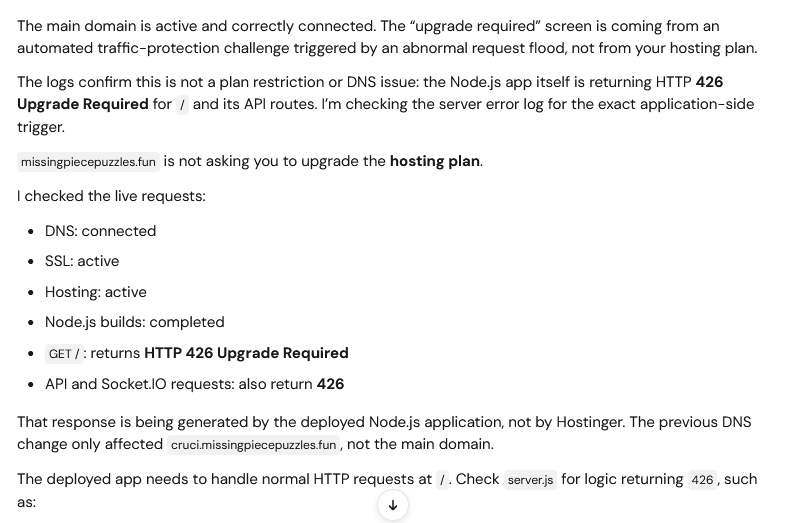 The main domain is active and correctly connected. The “upgrade required” screen is coming from an
automated traffic-protection challenge triggered by an abnormal request flood, not from your hosting plan.
The logs confirm this is not a plan restriction or DNS issue: the Node.js app itself is returning HTTP 426
Upgrade Required for / and its API routes. I’m checking the server error log for the exact application-side
trigger.
missingpiecepuzzles.fun is not asking you to upgrade the hosting plan.
I checked the live requests:
• DNS: connected
• SSL: active
• Hosting: active
• Node.js builds: completed
• GET / : returns HTTP 426 Upgrade Required
• API and Socket.IO requests: also return 426
That response is being generated by the deployed Node.js application, not by Hostinger. The previous DNS
change only affected cruci.missingpiecepuzzles.fun , not the main domain.
The deployed app needs to handle normal HTTP requests at / . Check server.js for logic returning 426 , such
as: